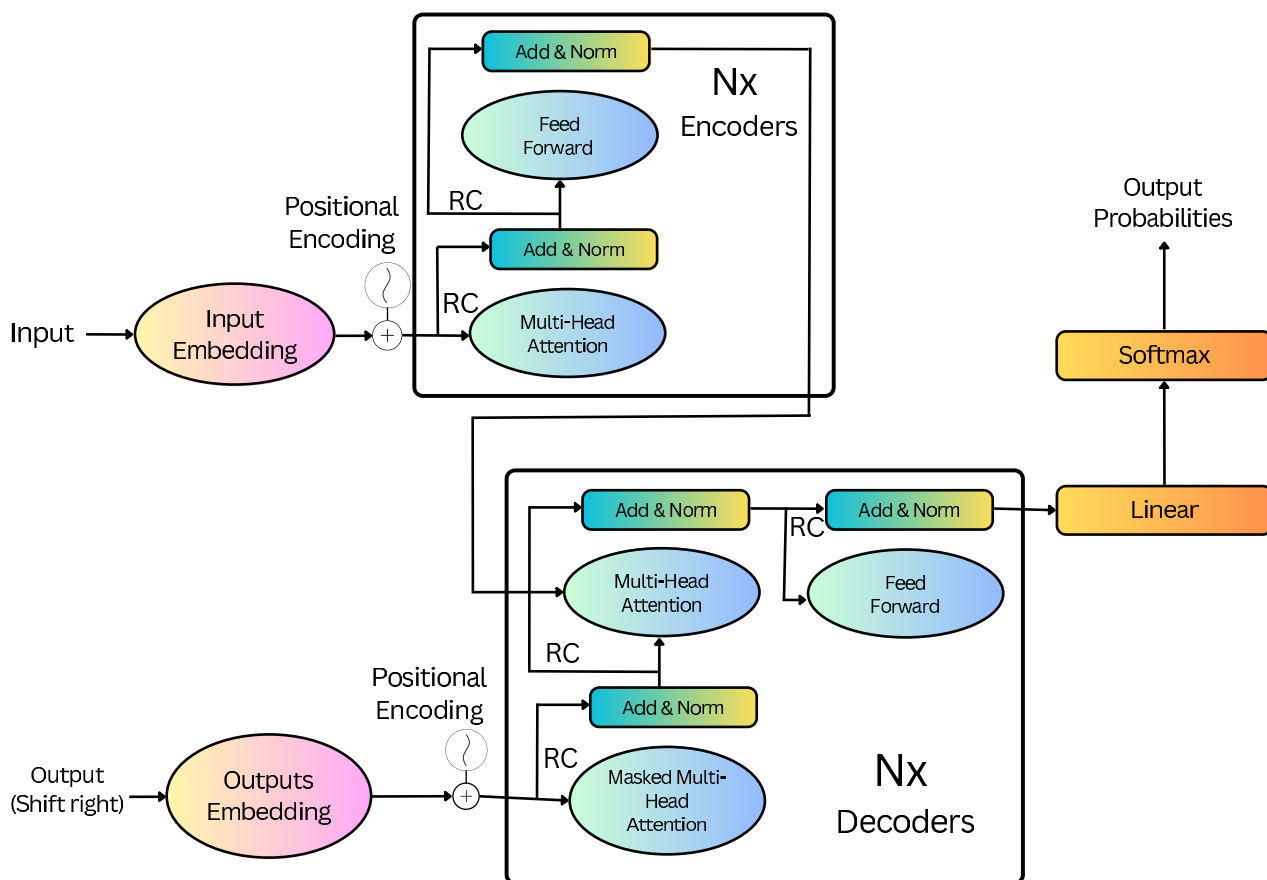 Add & Norm
Nx
Encoders
Feed
Forward
RC
Positional
Encoding
Add & Norm
RC
Input
Input
Embedding
+
Multi-Head
Attention
Output
Probabilities
Softmax
Linear
Add & Norm
Add & Norm
RC
Multi-Head
Attention
Feed
Forward
RC
Positional
Encoding
Add & Norm
RC
Output
(Shift right)
Outputs
Embedding
+
Masked Multi-
Head
Attention
Nx
Decoders